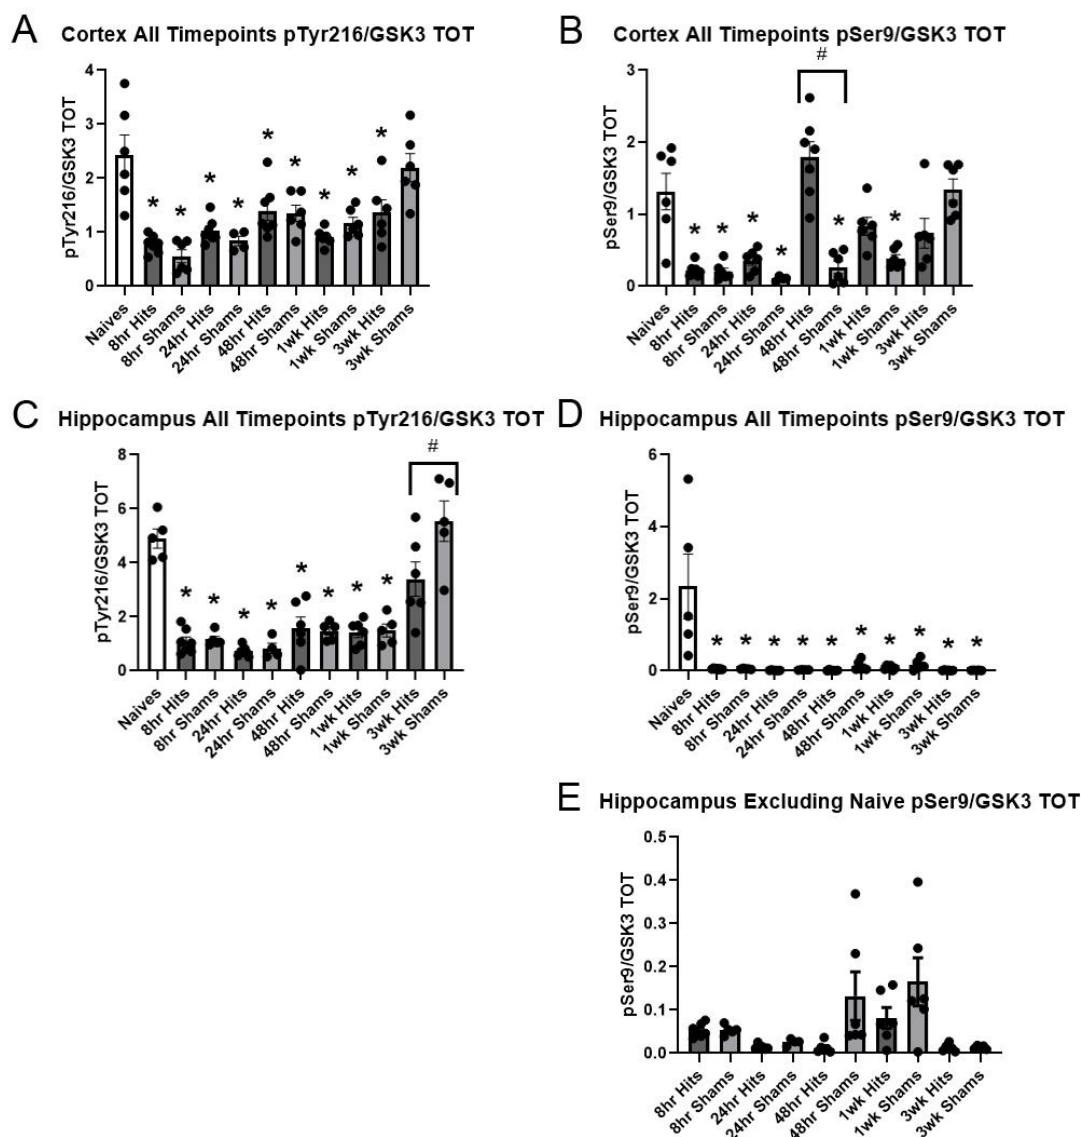 A Cortex All Timepoints pTyr216/GSK3 TOT
pTyr216/GSK3 TOT
4
3
2
1
0
* * * * * * * * *
Naives
8hr Hits
8hr Shams
24hr Hits
24hr Shams
48hr Hits
48hr Shams
1wk Hits
1wk Shams
3wk Hits
3wk Shams
B Cortex All Timepoints pSer9/GSK3 TOT
#
pSer9/GSK3 TOT
3
2
1
0
* * * * * *
Naives
8hr Hits
8hr Shams
24hr Hits
24hr Shams
48hr Hits
48hr Shams
1wk Hits
1wk Shams
3wk Hits
3wk Shams
C Hippocampus All Timepoints pTyr216/GSK3 TOT
#
pTyr216/GSK3 TOT
8
6
4
2
0
* * * * * * * *
Naives
8hr Hits
8hr Shams
24hr Hits
24hr Shams
48hr Hits
48hr Shams
1wk Hits
1wk Shams
3wk Hits
3wk Shams
D Hippocampus All Timepoints pSer9/GSK3 TOT
pSer9/GSK3 TOT
6
4
2
0
* * * * * * * * * *
Naives
8hr Hits
8hr Shams
24hr Hits
24hr Shams
48hr Hits
48hr Shams
1wk Hits
1wk Shams
3wk Hits
3wk Shams
E Hippocampus Excluding Naive pSer9/GSK3 TOT
pSer9/GSK3 TOT
0.5
0.4
0.3
0.2
0.1
0.0
8hr Hits
8hr Shams
24hr Hits
24hr Shams
48hr Hits
48hr Shams
1wk Hits
1wk Shams
3wk Hits
3wk Shams